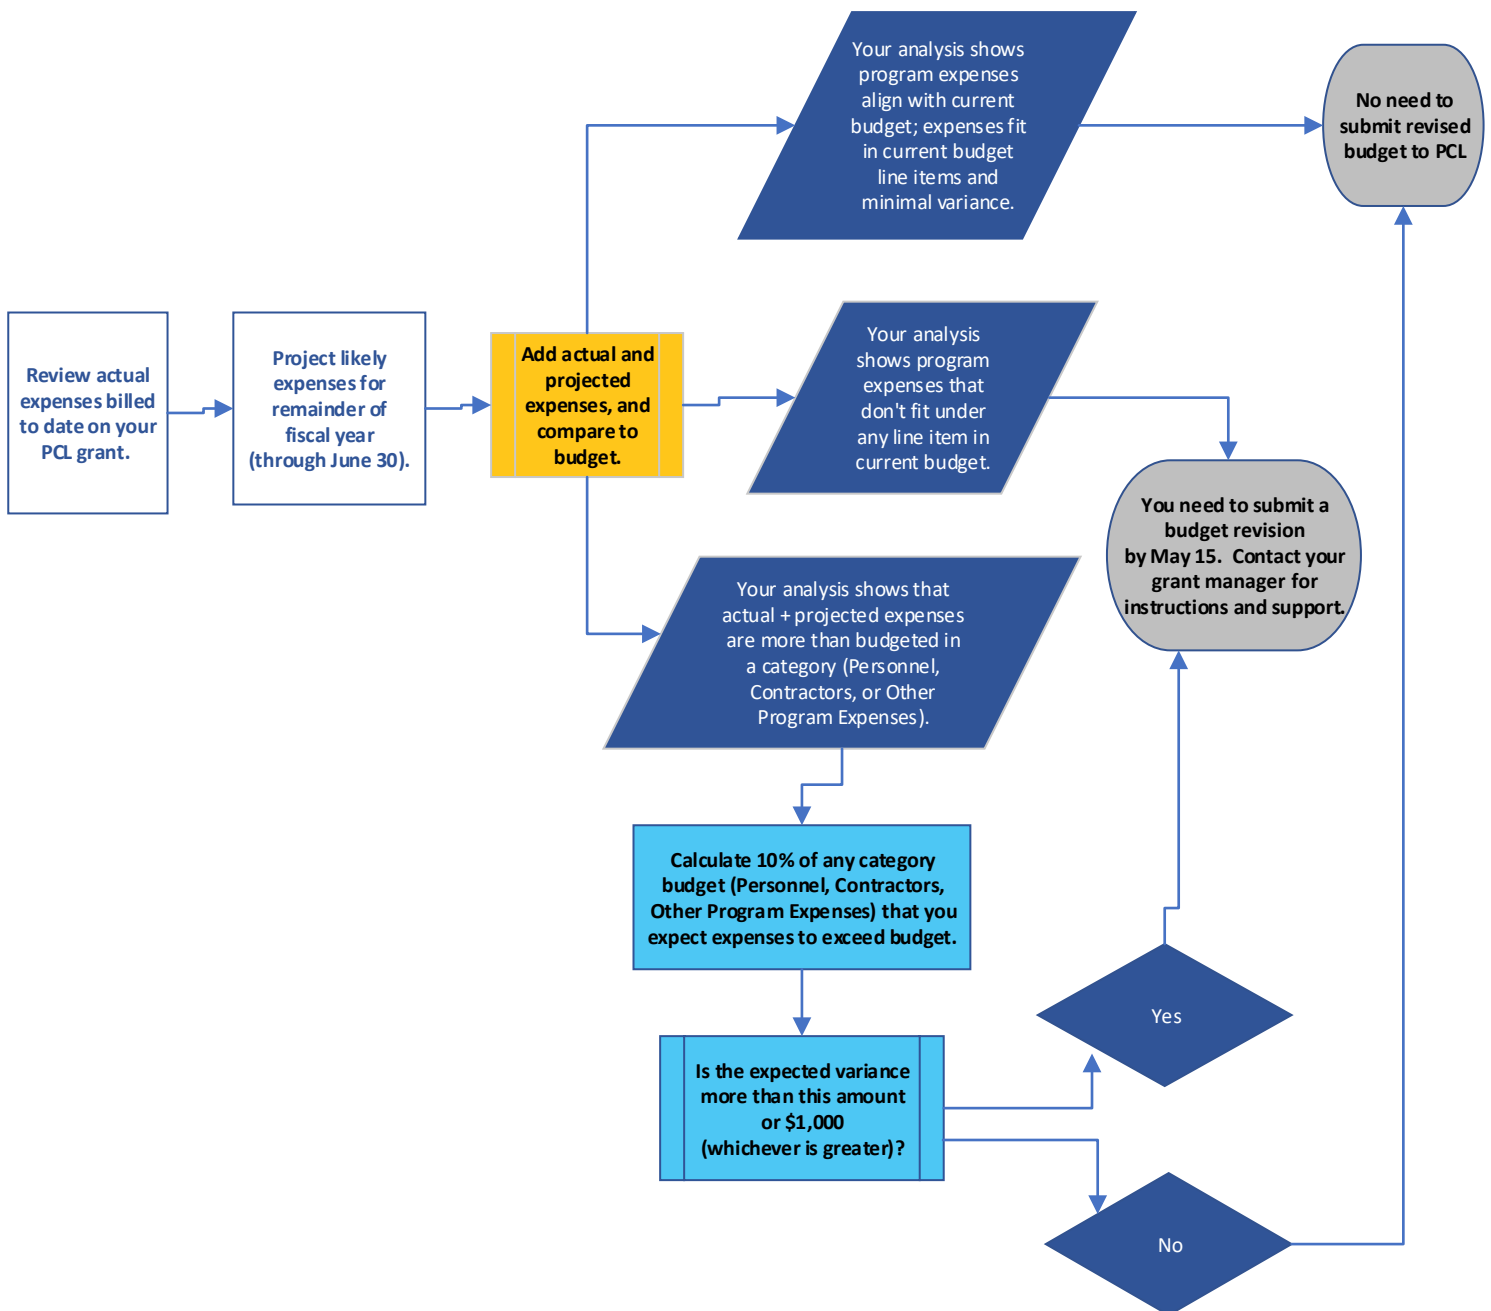 Your analysis shows
program expenses
align with current
budget; expenses fit
in current budget
line items and
minimal variance.
No need to
submit revised
budget to PCL
Review actual
expenses billed
to date on your
PCL grant.
Project likely
expenses for
remainder of
fiscal year
(through June 30).
Add actual and
projected
expenses, and
compare to
budget.
Your analysis
shows program
expenses that
don't fit under
any line item in
current budget.
You need to submit a
budget revision
by May 15.  Contact your
grant manager for
instructions and support.
Your analysis shows that
actual + projected expenses
are more than budgeted in
a category (Personnel,
Contractors, or Other
Program Expenses).
Calculate 10% of any category
budget (Personnel, Contractors,
Other Program Expenses) that you
expect expenses to exceed budget.
Is the expected variance
more than this amount
or $1,000
(whichever is greater)?
Yes
No